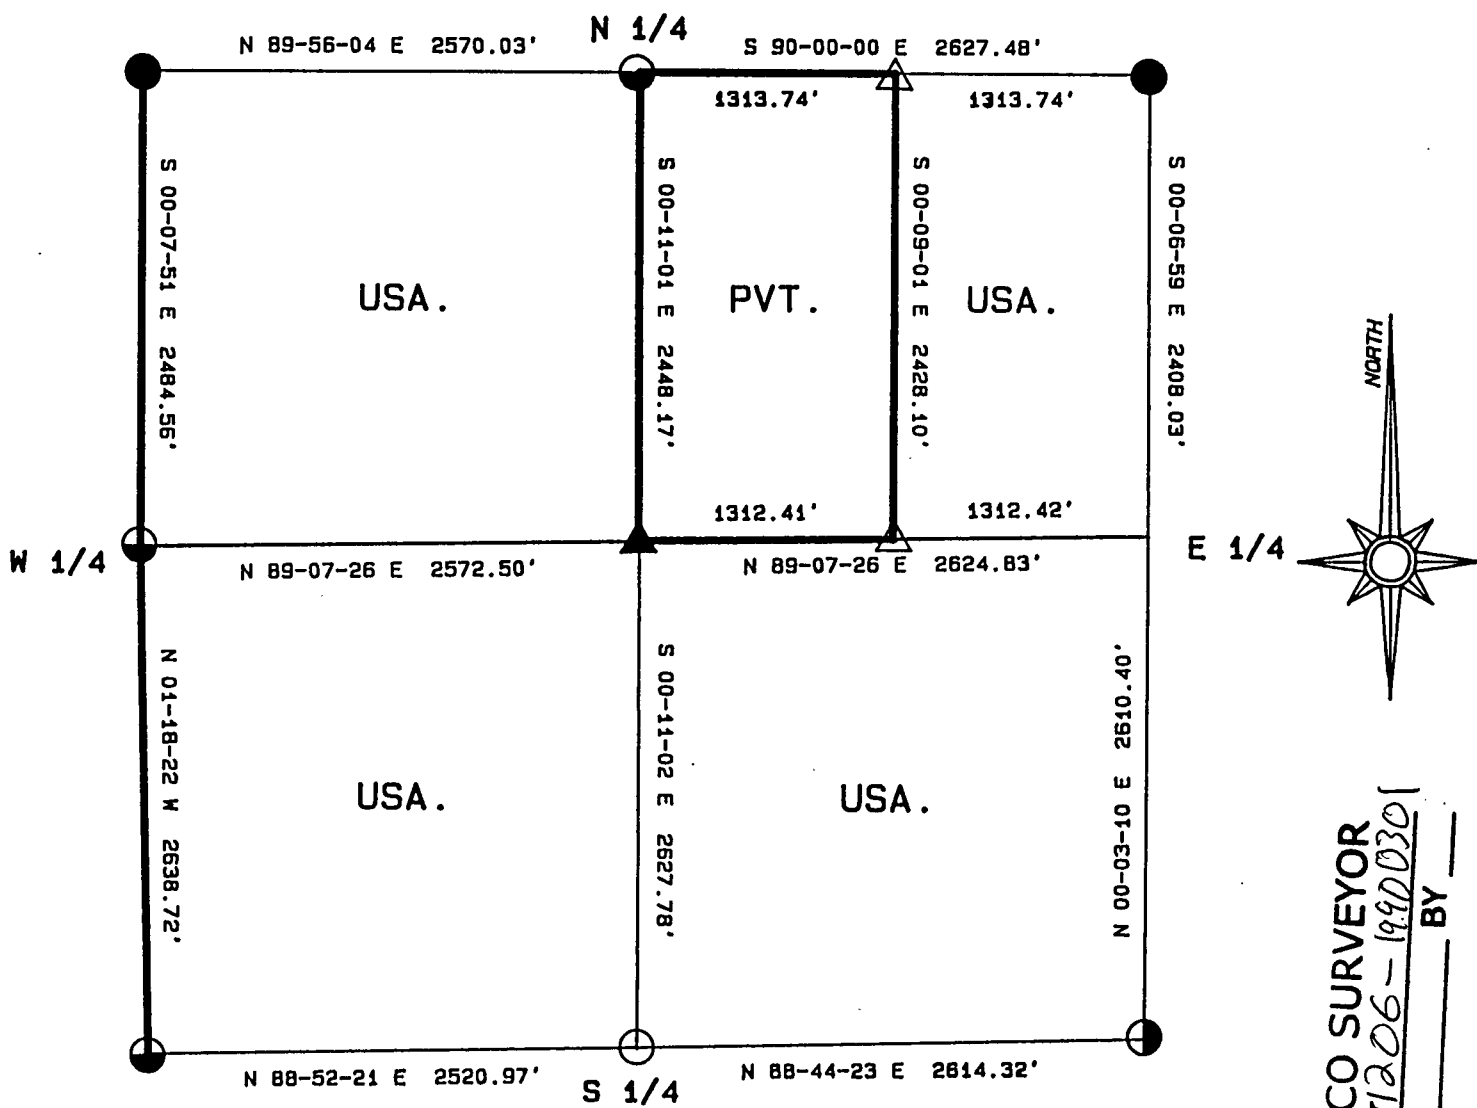 N 1/4
N 89-56-04 E 2570.03'
S 90-00-00 E 2627.48'
1313.74'
1313.74'
S 00-07-51 E 2484.56'
S 00-11-01 E 2448.17'
S 00-09-01 E 2428.10'
S 00-06-59 E 2408.03'
USA.
PVT.
USA.
NORTH
1312.41'
1312.42'
W 1/4
N 89-07-26 E 2572.50'
N 89-07-26 E 2624.83'
E 1/4
N 01-18-22 W 2638.72'
S 00-11-02 E 2627.78'
N 00-03-10 E 2610.40'
USA.
USA.
N 88-52-21 E 2520.97'
S 1/4
N 88-44-23 E 2614.32'
CO SURVEYOR
1206-1990301
BY